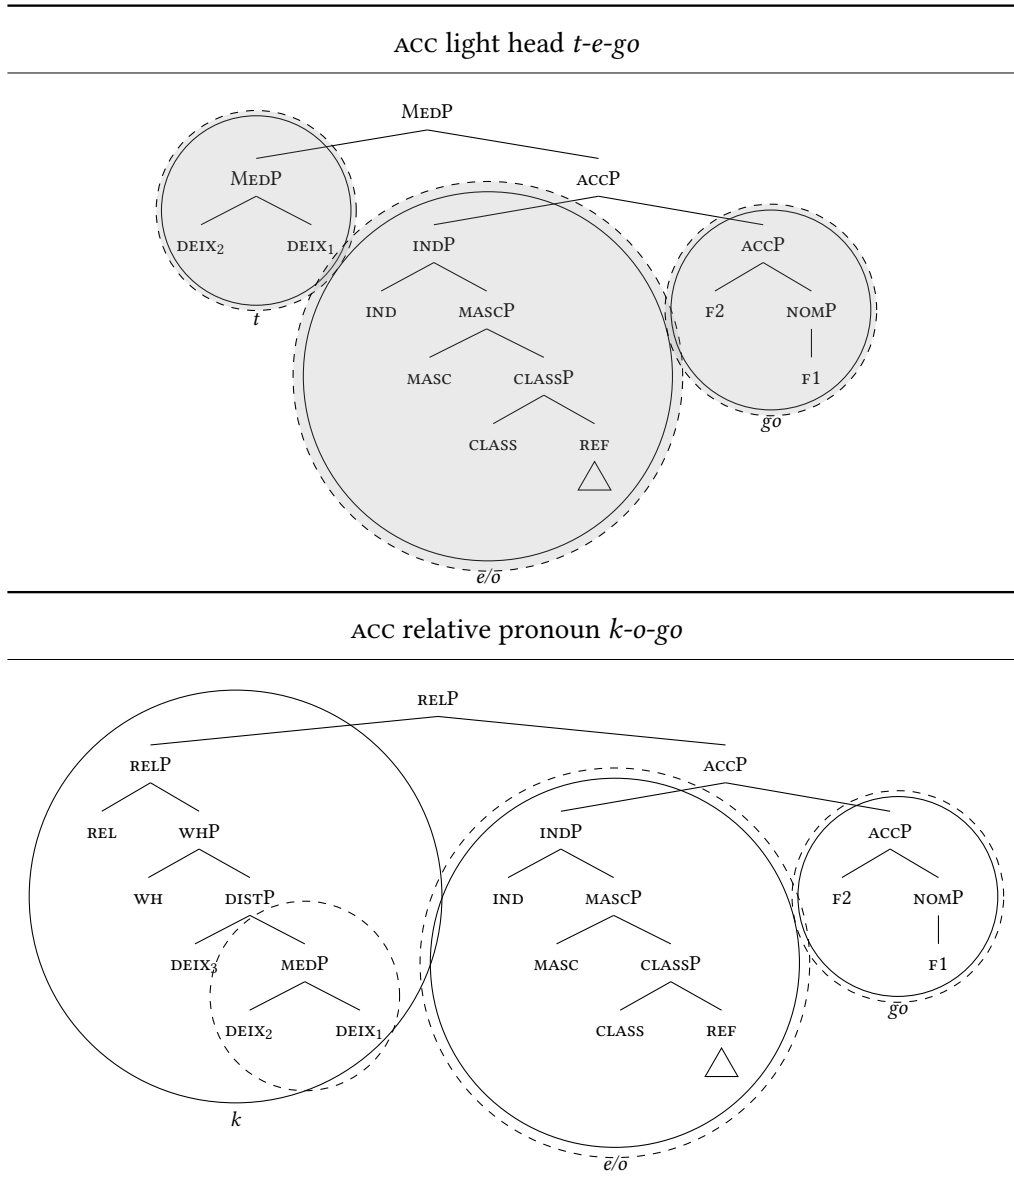 ACC light head t-e-go
MEDP
MEDP ACCP
DEIX2 DEIX1 INDP ACCP
IND MASCP F2 NOMP
t
MASC CLASSP F1
go
CLASS REF
e/o
ACC relative pronoun k-o-go
RELP
RELP ACCP
REL WHP INDP ACCP
WH DISTP IND MASCP F2 NOMP
DEIX3 MEDP MASC CLASSP F1
go
DEIX2 DEIX1 CLASS REF
k
e/o